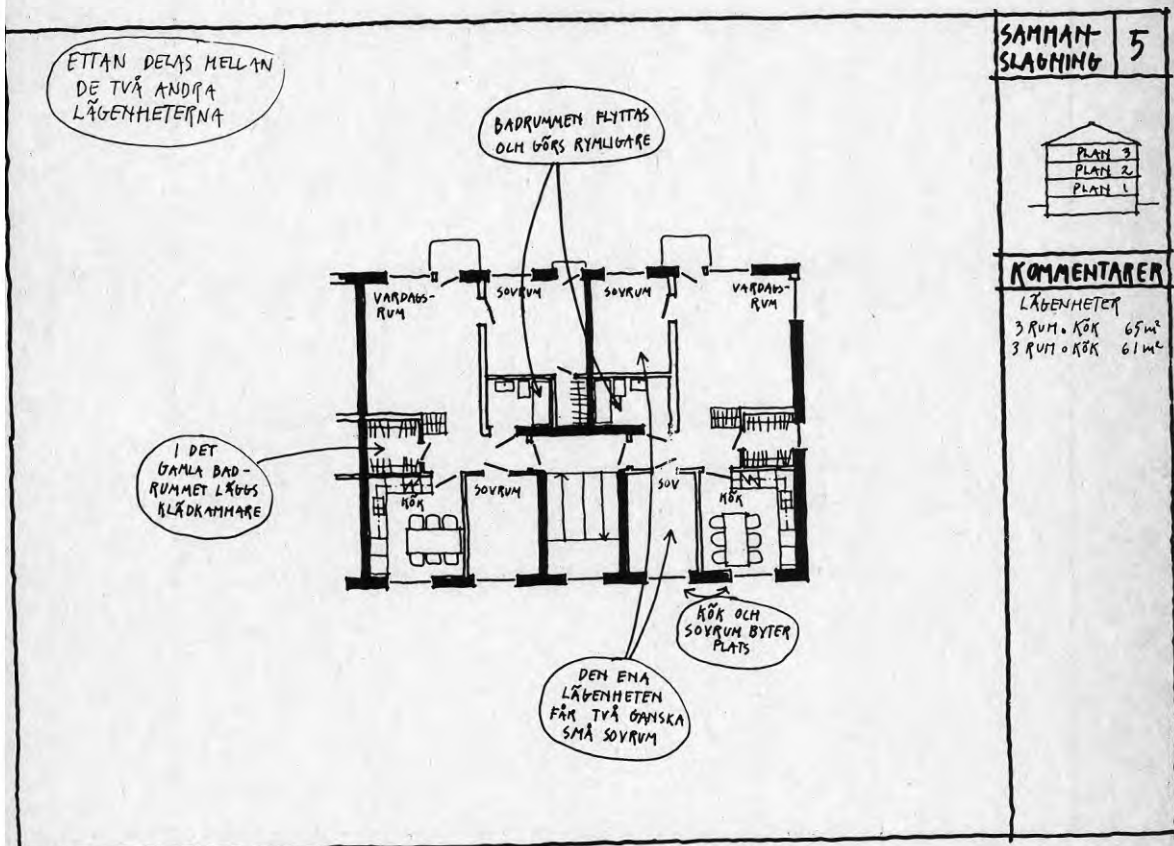 ETTAN DELAS MELLAN
DE TVÅ ANDRA
LÄGENHETERNA
BADRUMMEN FLYTTAS
OCH GÖRS RYMLIGARE
SAMMAN-
SLAGNING
5
PLAN 3
PLAN 2
PLAN 1
KOMMENTARER
LÄGENHETER
3 RUM o KÖK 65 m²
3 RUM o KÖK 61 m²
VARDAGS-
RUM
SOVRUM
SOVRUM
VARDAGS-
RUM
I DET
GAMLA BAD-
RUMMET LÄGGS
KLÄDKAMMARE
KÖK
SOVRUM
SOV
KÖK
KÖK OCH
SOVRUM BYTER
PLATS
DEN ENA
LÄGENHETEN
FÅR TVÅ GANSKA
SMÅ SOVRUM